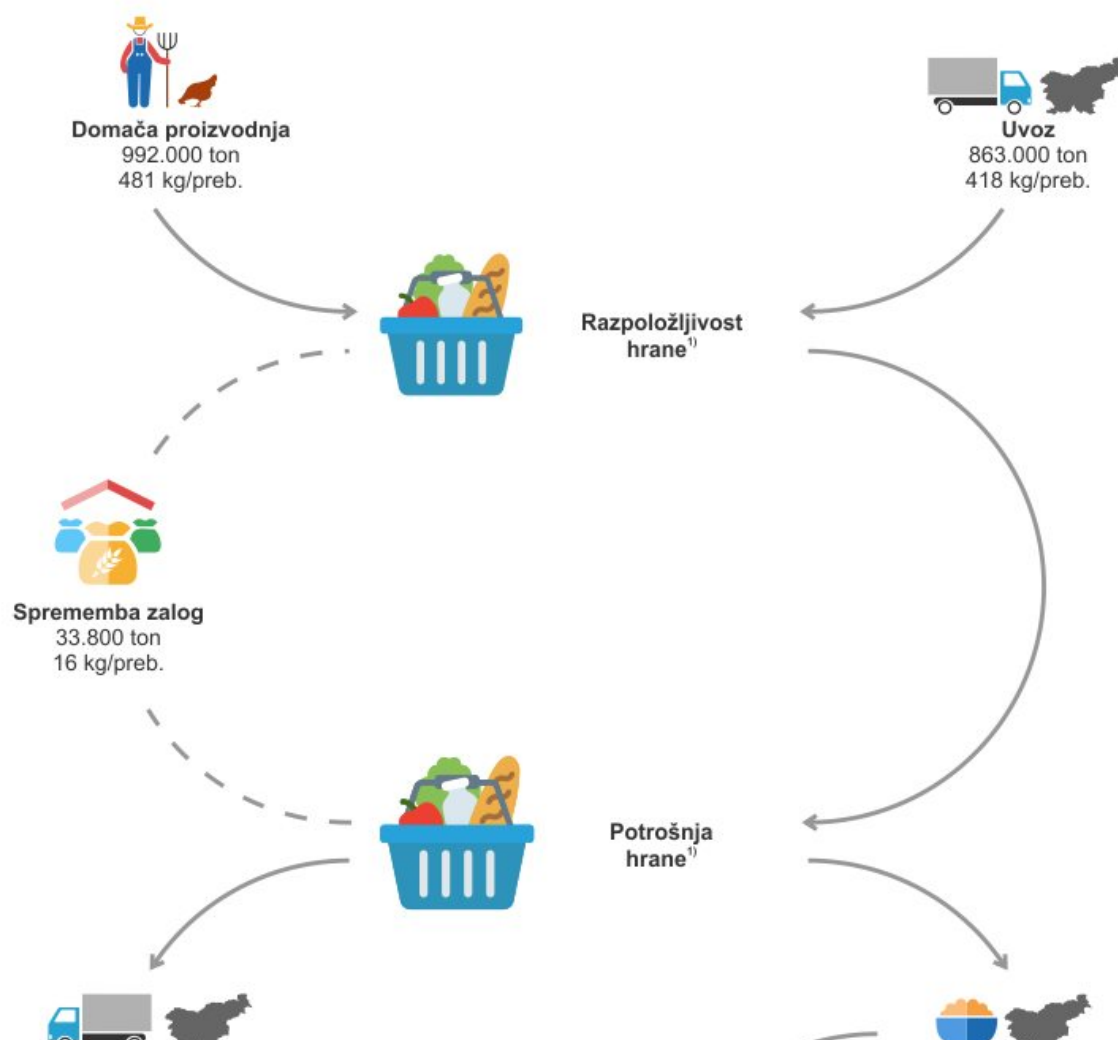 Domača proizvodnja
992.000 ton
481 kg/preb.
Uvoz
863.000 ton
418 kg/preb.
Razpoložljivost
hrane¹⁾
Sprememba zalog
33.800 ton
16 kg/preb.
Potrošnja
hrane¹⁾